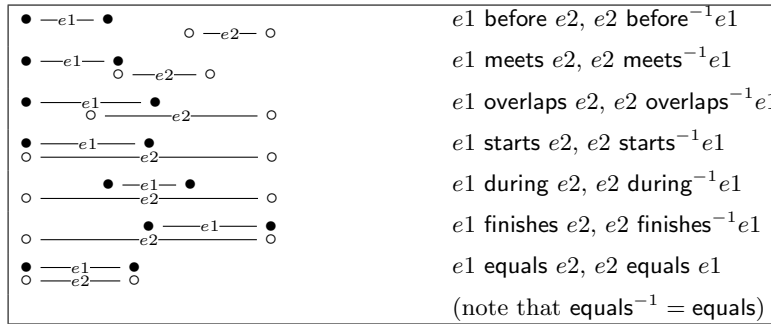 e1 e1 before e2, e2 before⁻¹e1
e2
e1 e1 meets e2, e2 meets⁻¹e1
e2
e1 e1 overlaps e2, e2 overlaps⁻¹e1
e2
e1 e1 starts e2, e2 starts⁻¹e1
e2
e1 e1 during e2, e2 during⁻¹e1
e2
e1 e1 finishes e2, e2 finishes⁻¹e1
e2
e1 e1 equals e2, e2 equals e1
e2
(note that equals⁻¹ = equals)